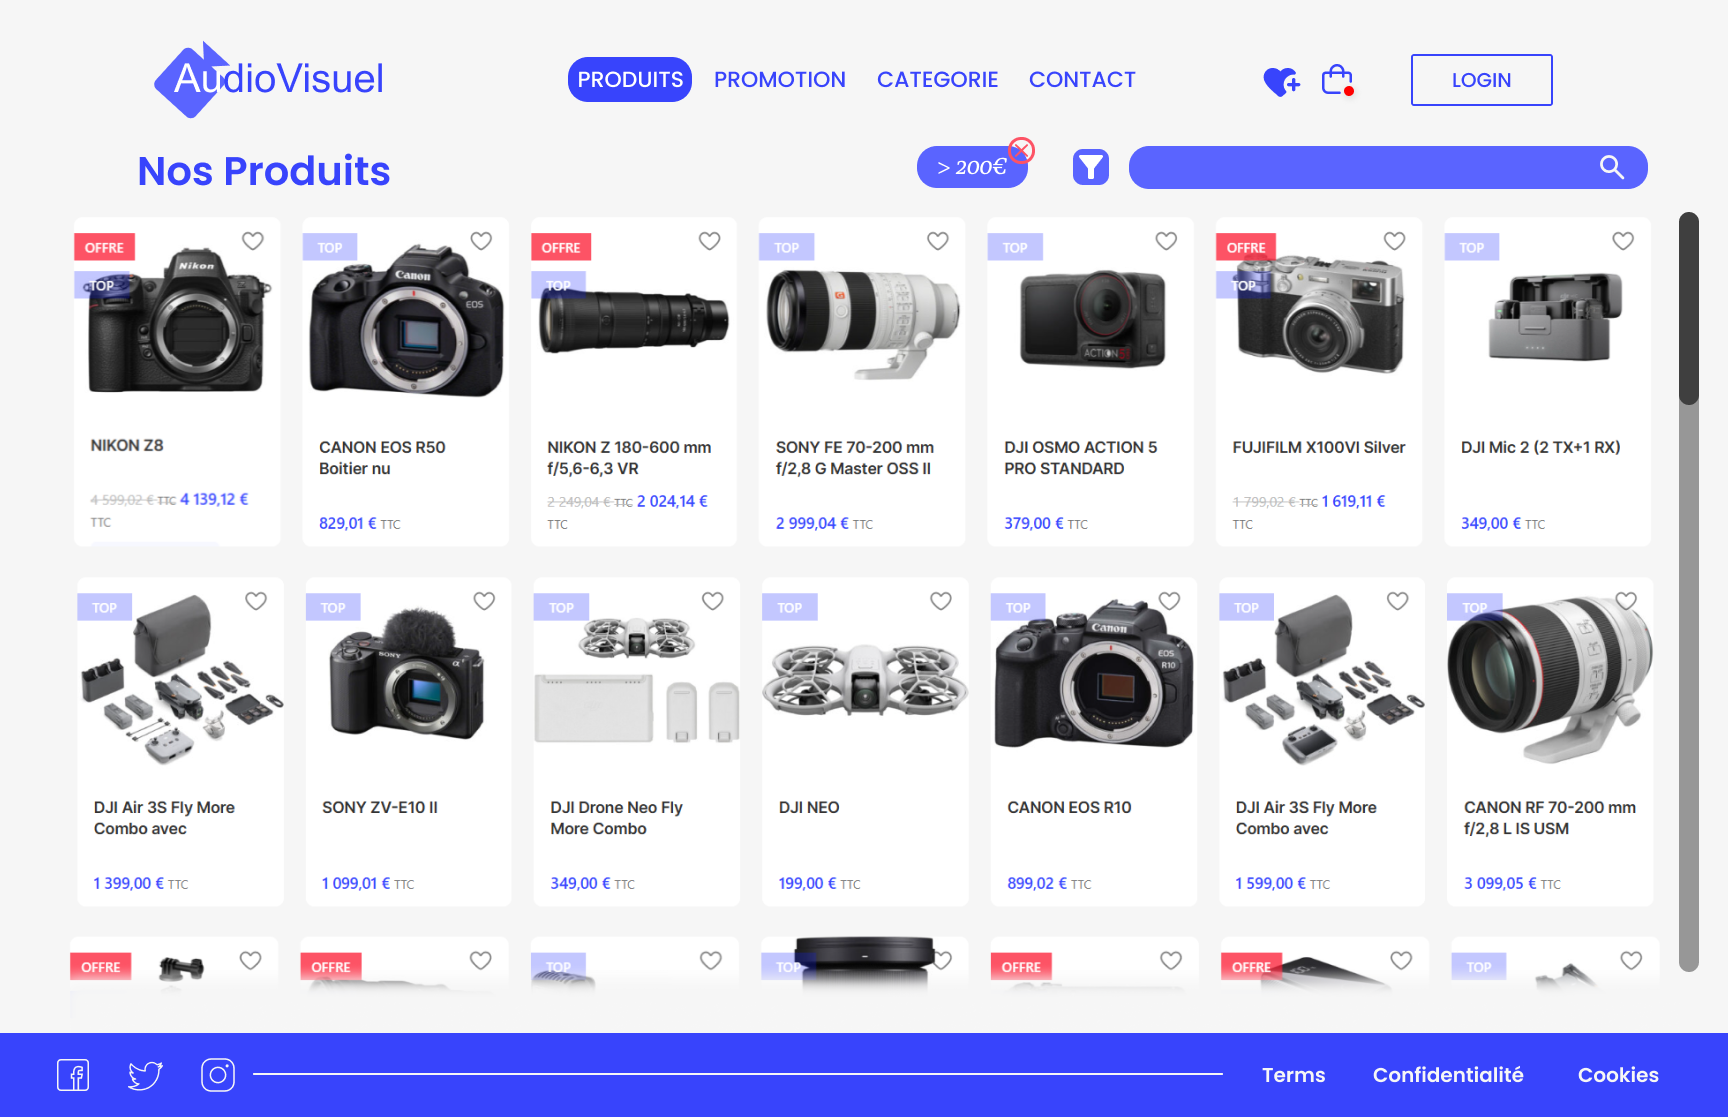 AudioVisuel
PRODUITS PROMOTION CATEGORIE CONTACT
LOGIN
Nos Produits
> 200€
OFFRE
TOP
Nikon
NIKON Z8
4 599,02 € TTC 4 139,12 €
TTC
TOP
Canon
EOS
CANON EOS R50
Boitier nu
829,01 € TTC
OFFRE
TOP
NIKON Z 180-600 mm
f/5,6-6,3 VR
2 249,04 € TTC 2 024,14 €
TTC
TOP
G
SONY FE 70-200 mm
f/2,8 G Master OSS II
2 999,04 € TTC
TOP
ACTION
DJI OSMO ACTION 5
PRO STANDARD
379,00 € TTC
OFFRE
TOP
FUJIFILM X100VI Silver
1 799,02 € TTC 1 619,11 €
TTC
TOP
DJI Mic 2 (2 TX+1 RX)
349,00 € TTC
TOP
DJI Air 3S Fly More
Combo avec
1 399,00 € TTC
TOP
SONY
α
SONY ZV-E10 II
1 099,01 € TTC
TOP
DJI Drone Neo Fly
More Combo
349,00 € TTC
TOP
DJI NEO
199,00 € TTC
TOP
Canon
EOS
R10
CANON EOS R10
899,02 € TTC
TOP
DJI Air 3S Fly More
Combo avec
1 599,00 € TTC
TOP
CANON RF 70-200 mm
f/2,8 L IS USM
3 099,05 € TTC
OFFRE
OFFRE
TOP
TOP
OFFRE
OFFRE
TOP
Terms Confidentialité Cookies